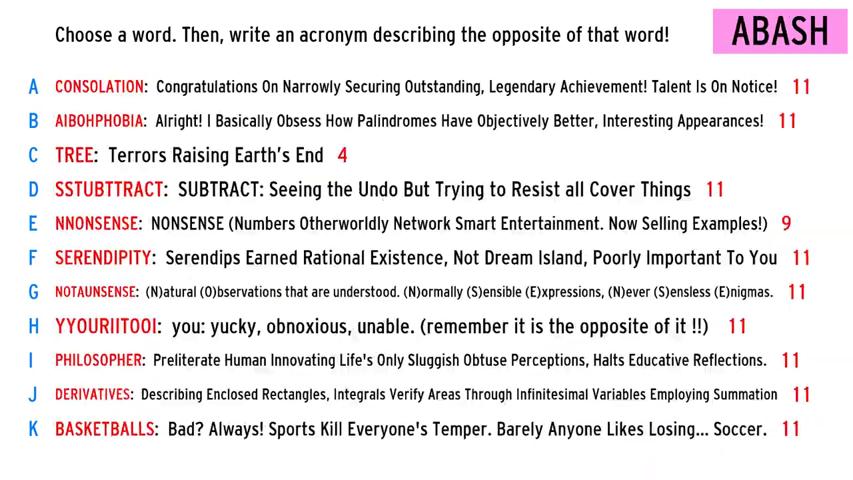 Choose a word. Then, write an acronym describing the opposite of that word!
ABASH
A CONSOLATION: Congratulations On Narrowly Securing Outstanding, Legendary Achievement! Talent Is On Notice! 11
B AIBOHPHOBIA: Alright! I Basically Obsess How Palindromes Have Objectively Better, Interesting Appearances! 11
C TREE: Terrors Raising Earth's End 4
D SSTUBTTRACT: SUBTRACT: Seeing the Undo But Trying to Resist all Cover Things 11
E NNONSENSE: NONSENSE (Numbers Otherworldly Network Smart Entertainment. Now Selling Examples!) 9
F SERENDIPITY: Serendips Earned Rational Existence, Not Dream Island, Poorly Important To You 11
G NOTAUNSENSE: (N)atural (O)bservations that are understood. (N)ormally (S)ensible (E)xpressions, (N)ever (S)ensless (E)nigmas. 11
H YYOURIITOOI: you: yucky, obnoxious, unable. (remember it is the opposite of it !!) 11
I PHILOSOPHER: Preliterate Human Innovating Life's Only Sluggish Obtuse Perceptions, Halts Educative Reflections. 11
J DERIVATIVES: Describing Enclosed Rectangles, Integrals Verify Areas Through Infinitesimal Variables Employing Summation 11
K BASKETBALLS: Bad? Always! Sports Kill Everyone's Temper. Barely Anyone Likes Losing... Soccer. 11